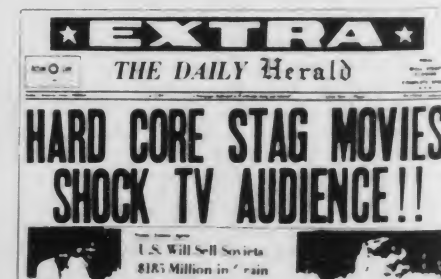 ★ EXTRA ★
THE DAILY Herald
HARD CORE STAG MOVIES
SHOCK TV AUDIENCE!!
U.S. Will Sell Soviets
$185 Million in